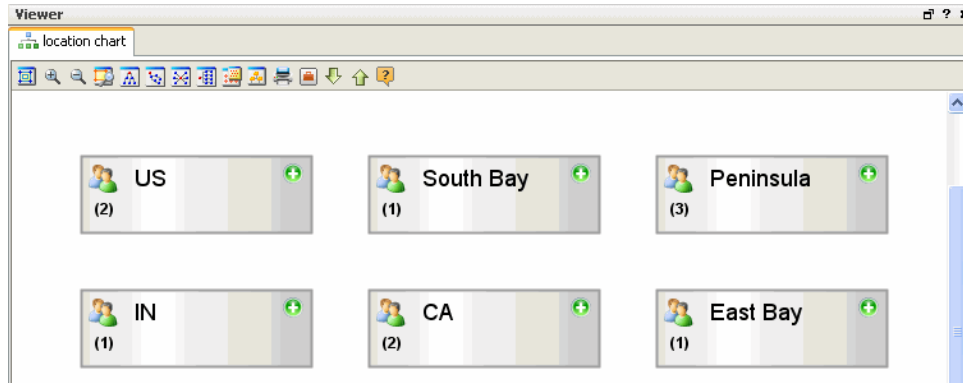 Viewer
location chart
US South Bay Peninsula
(2) (1) (3)
IN CA East Bay
(1) (2) (1)